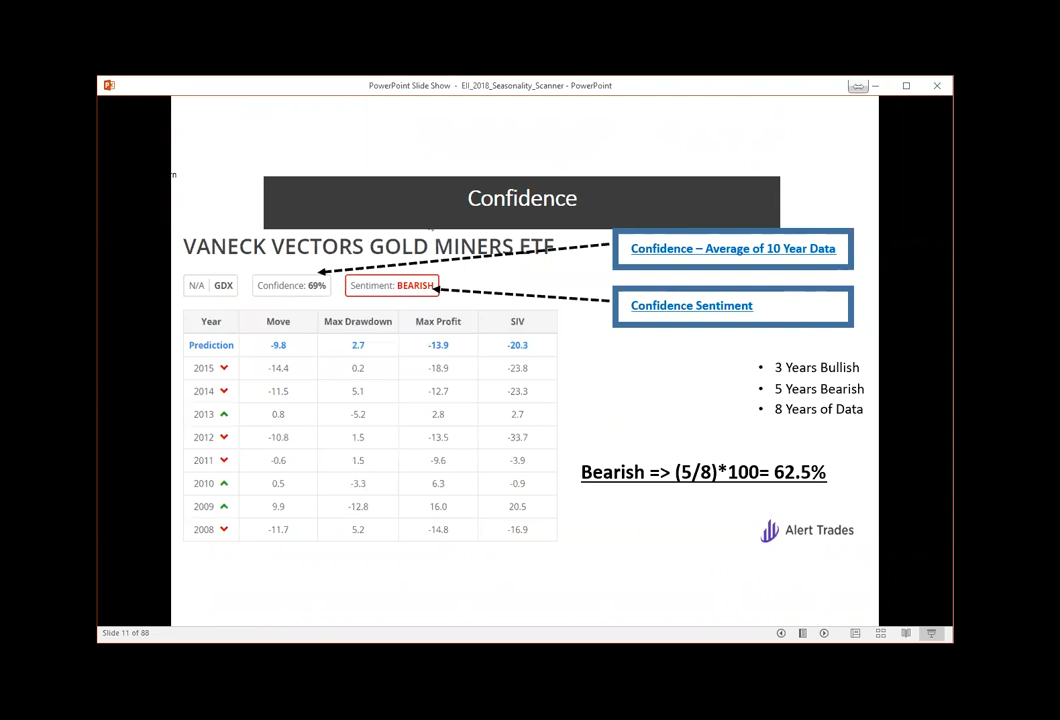 PowerPoint Slide Show - EII_2018_Seasonality_Scanner - PowerPoint
rn
Confidence
VANECK VECTORS GOLD MINERS ETF
Confidence – Average of 10 Year Data
N/A GDX Confidence: 69% Sentiment: BEARISH
Confidence Sentiment
Year Move Max Drawdown Max Profit SIV
Prediction -9.8 2.7 -13.9 -20.3
2015 -14.4 0.2 -18.9 -23.8
2014 -11.5 5.1 -12.7 -23.3
2013 0.8 -5.2 2.8 2.7
2012 -10.8 1.5 -13.5 -33.7
2011 -0.6 1.5 -9.6 -3.9
2010 0.5 -3.3 6.3 -0.9
2009 9.9 -12.8 16.0 20.5
2008 -11.7 5.2 -14.8 -16.9
• 3 Years Bullish
• 5 Years Bearish
• 8 Years of Data
Bearish => (5/8)*100= 62.5%
Alert Trades
Slide 11 of 88